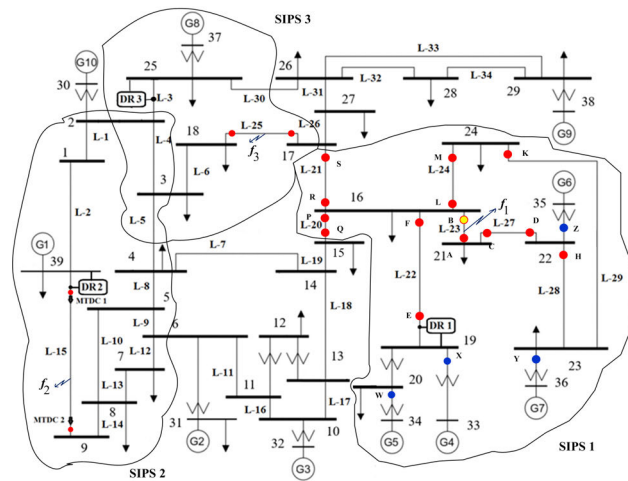 SIPS 3
G8
37
G10
30
25
DR 3
L-3
26
L-31
L-30
L-33
L-32
L-34
28
29
38
G9
27
2
L-1
L-4
1
18
L-25
L-26
17
f3
L-6
3
L-2
L-5
S
L-21
R
16
P
L-20
Q
15
24
K
M
L-24
L
f1
B
F
L-23
21
A
C
L-27
D
G6
35
Z
22
H
L-22
L-28
L-29
E
DR 1
19
X
20
W
34
G5
G4
33
23
Y
36
G7
SIPS 1
G1
39
DR 2
MTDC 1
4
L-7
L-8
5
L-19
14
L-18
L-9
6
L-10
L-12
7
L-15
f2
L-13
8
L-14
MTDC 2
9
SIPS 2
12
13
L-11
11
L-16
L-17
10
31
G2
32
G3